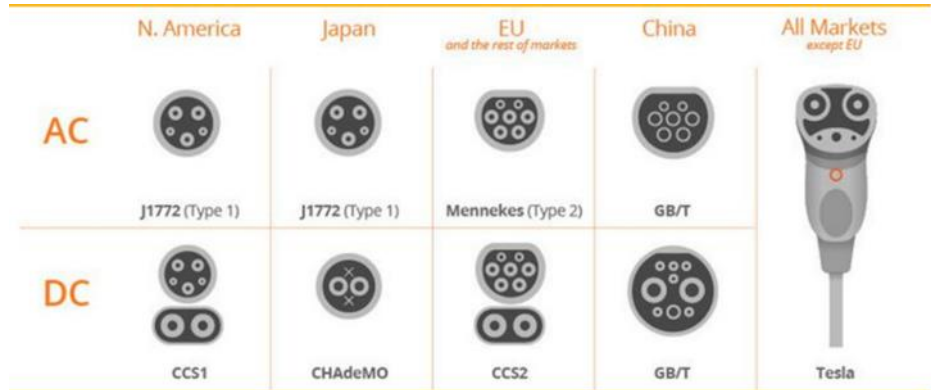 N. America
Japan
EU
and the rest of markets
China
All Markets
except EU
AC
J1772 (Type 1)
J1772 (Type 1)
Mennekes (Type 2)
GB/T
DC
CCS1
CHAdeMO
CCS2
GB/T
Tesla